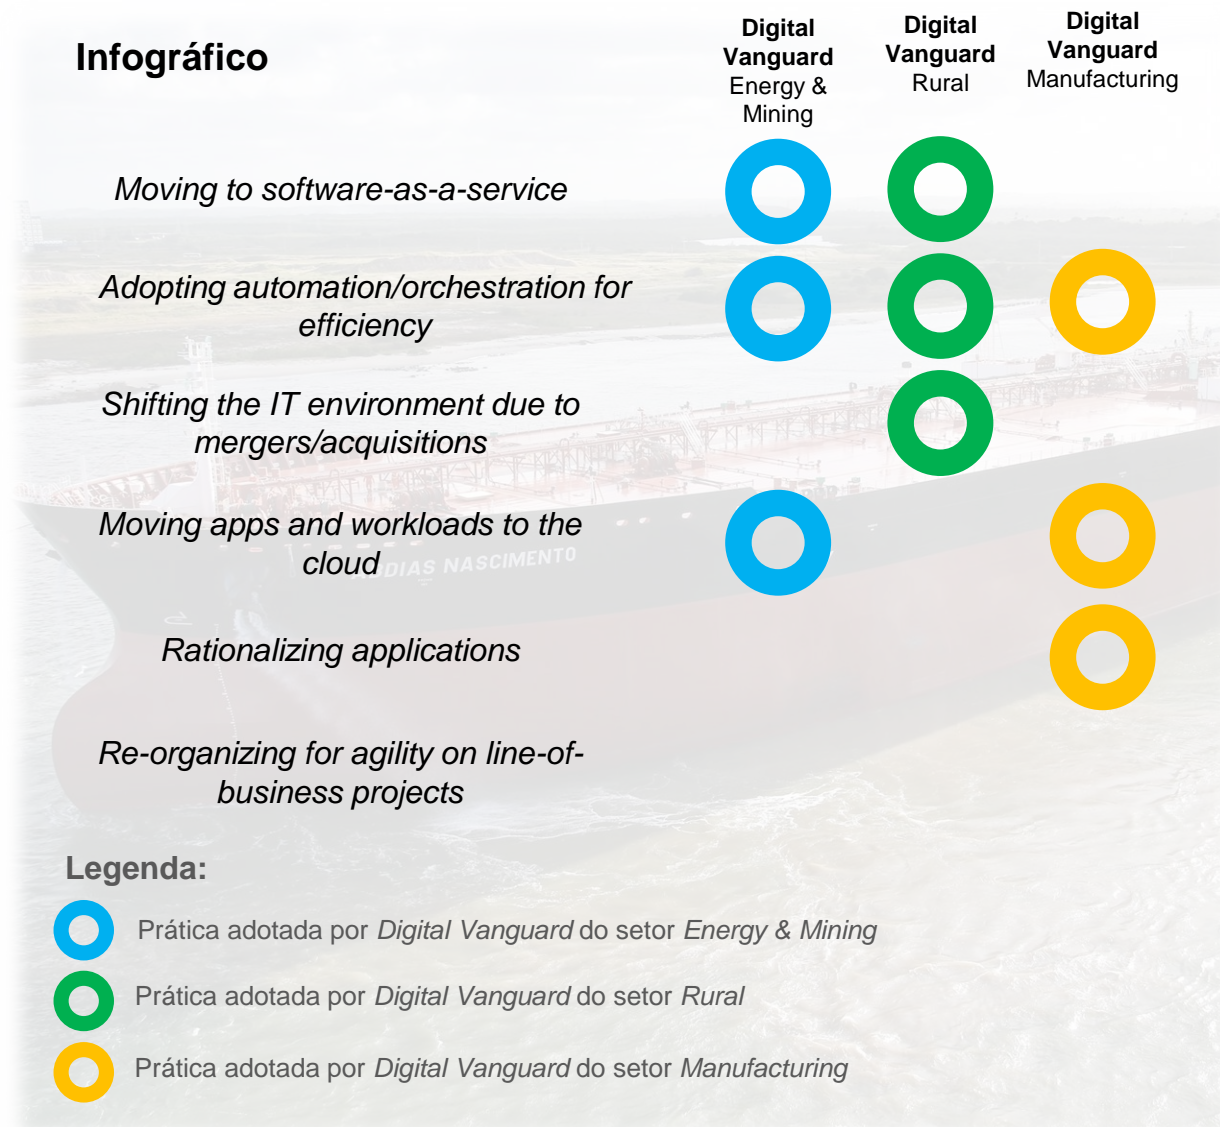 Infográfico
Digital
Vanguard
Energy &
Mining
Digital
Vanguard
Rural
Digital
Vanguard
Manufacturing
Moving to software-as-a-service
Adopting automation/orchestration for
efficiency
Shifting the IT environment due to
mergers/acquisitions
Moving apps and workloads to the
cloud
ABDIAS NASCIMENTO
Rationalizing applications
Re-organizing for agility on line-of-
business projects
Legenda:
Prática adotada por Digital Vanguard do setor Energy & Mining
Prática adotada por Digital Vanguard do setor Rural
Prática adotada por Digital Vanguard do setor Manufacturing